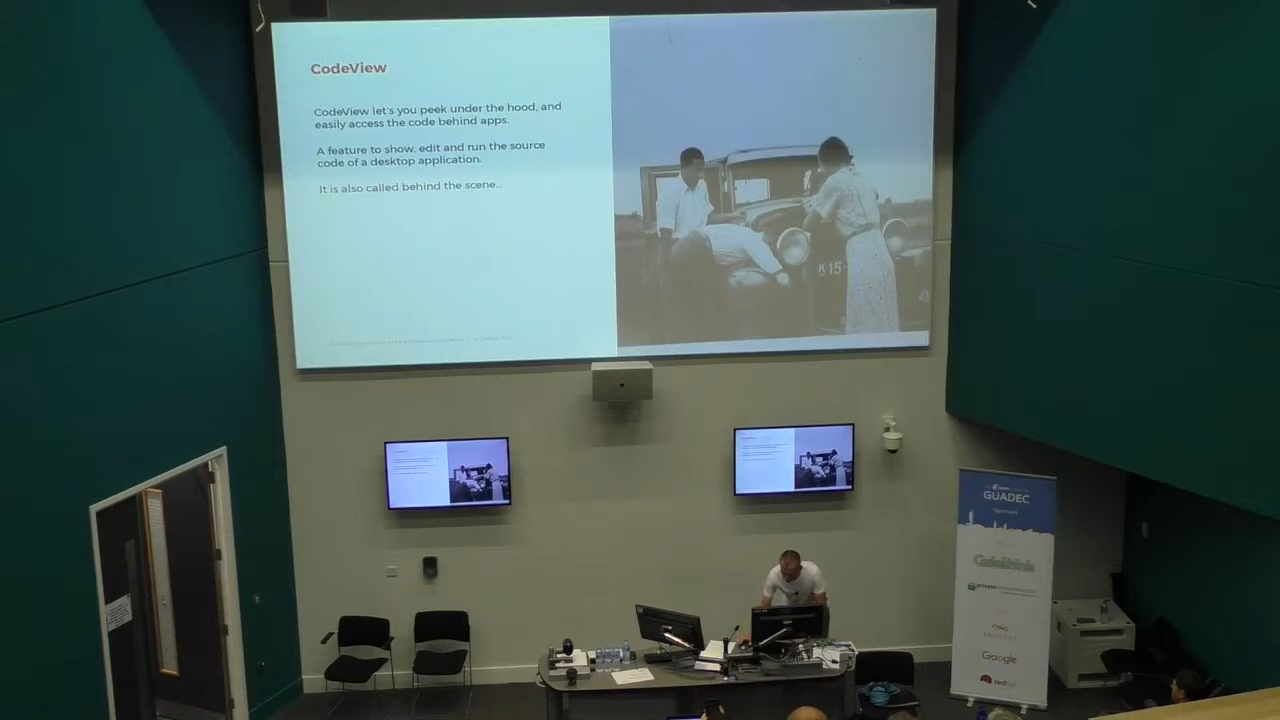 CodeView
CodeView let's you peek under the hood, and
easily access the code behind apps.
A feature to show, edit and run the source
code of a desktop application.
It is also called behind the scene...
K 15
GUADEC
Codethink
ENDLESS
Google
redhat